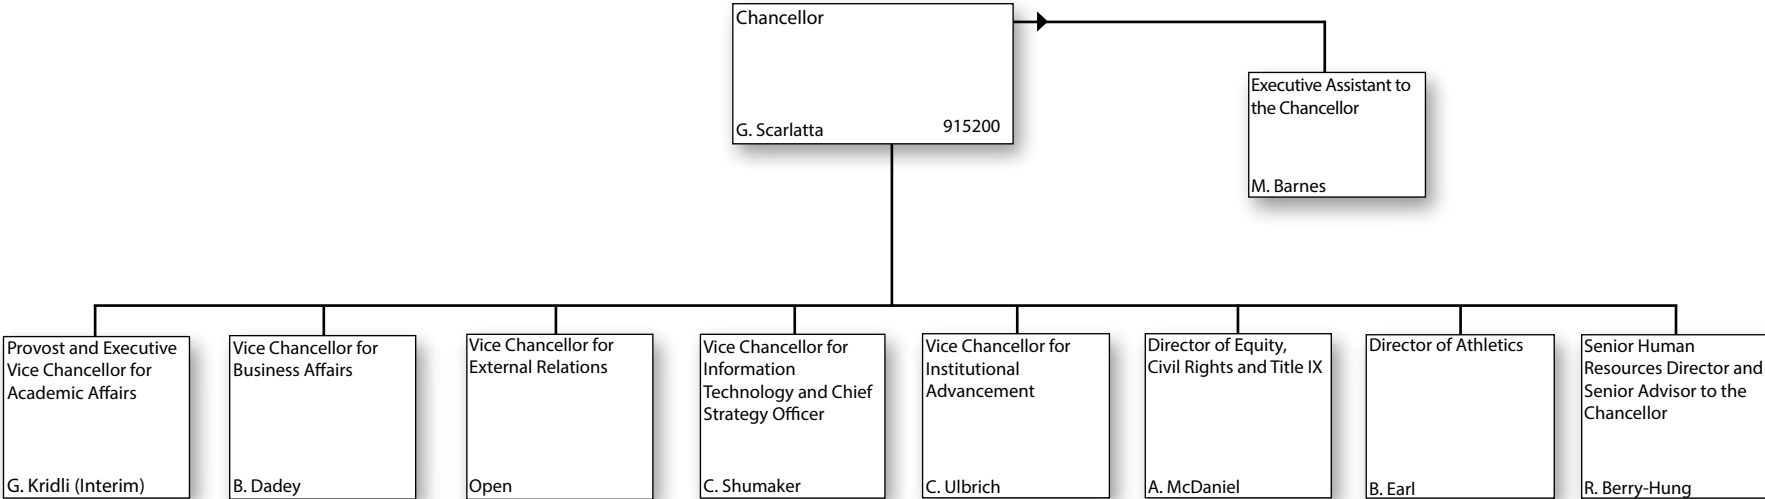 Chancellor
G. Scarlatta
915200
Executive Assistant to
the Chancellor
M. Barnes
Provost and Executive
Vice Chancellor for
Academic Affairs
G. Kridli (Interim)
Vice Chancellor for
Business Affairs
B. Dadey
Vice Chancellor for
External Relations
Open
Vice Chancellor for
Information
Technology and Chief
Strategy Officer
C. Shumaker
Vice Chancellor for
Institutional
Advancement
C. Ulbrich
Director of Equity,
Civil Rights and Title IX
A. McDaniel
Director of Athletics
B. Earl
Senior Human
Resources Director and
Senior Advisor to the
Chancellor
R. Berry-Hung